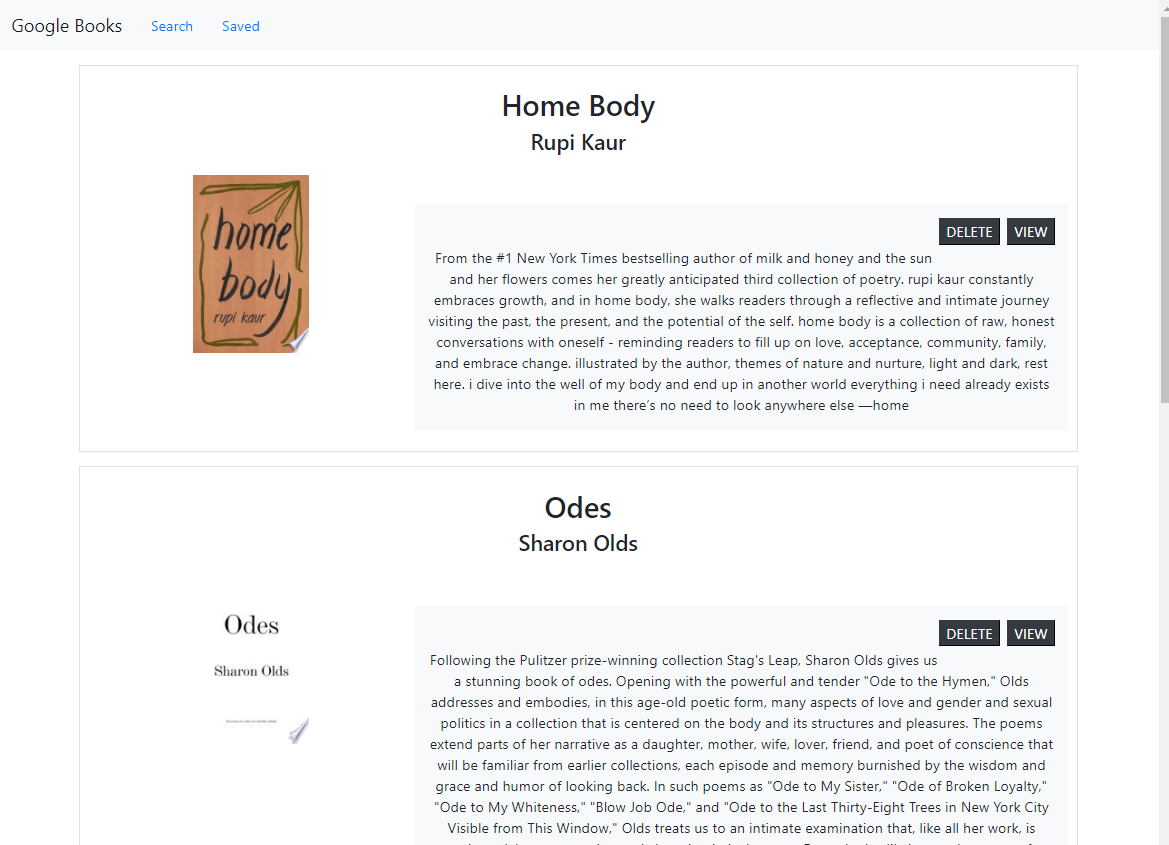 Google Books Search Saved
Home Body
Rupi Kaur
home
body
rupi kaur
DELETE VIEW
From the #1 New York Times bestselling author of milk and honey and the sun
and her flowers comes her greatly anticipated third collection of poetry. rupi kaur constantly
embraces growth, and in home body, she walks readers through a reflective and intimate journey
visiting the past, the present, and the potential of the self. home body is a collection of raw, honest
conversations with oneself - reminding readers to fill up on love, acceptance, community, family,
and embrace change. illustrated by the author, themes of nature and nurture, light and dark, rest
here. i dive into the well of my body and end up in another world everything i need already exists
in me there’s no need to look anywhere else —home
Odes
Sharon Olds
Odes
Sharon Olds
DELETE VIEW
Following the Pulitzer prize-winning collection Stag's Leap, Sharon Olds gives us
a stunning book of odes. Opening with the powerful and tender "Ode to the Hymen," Olds
addresses and embodies, in this age-old poetic form, many aspects of love and gender and sexual
politics in a collection that is centered on the body and its structures and pleasures. The poems
extend parts of her narrative as a daughter, mother, wife, lover, friend, and poet of conscience that
will be familiar from earlier collections, each episode and memory burnished by the wisdom and
grace and humor of looking back. In such poems as "Ode to My Sister," "Ode of Broken Loyalty,"
"Ode to My Whiteness," "Blow Job Ode," and "Ode to the Last Thirty-Eight Trees in New York City
Visible from This Window," Olds treats us to an intimate examination that, like all her work, is